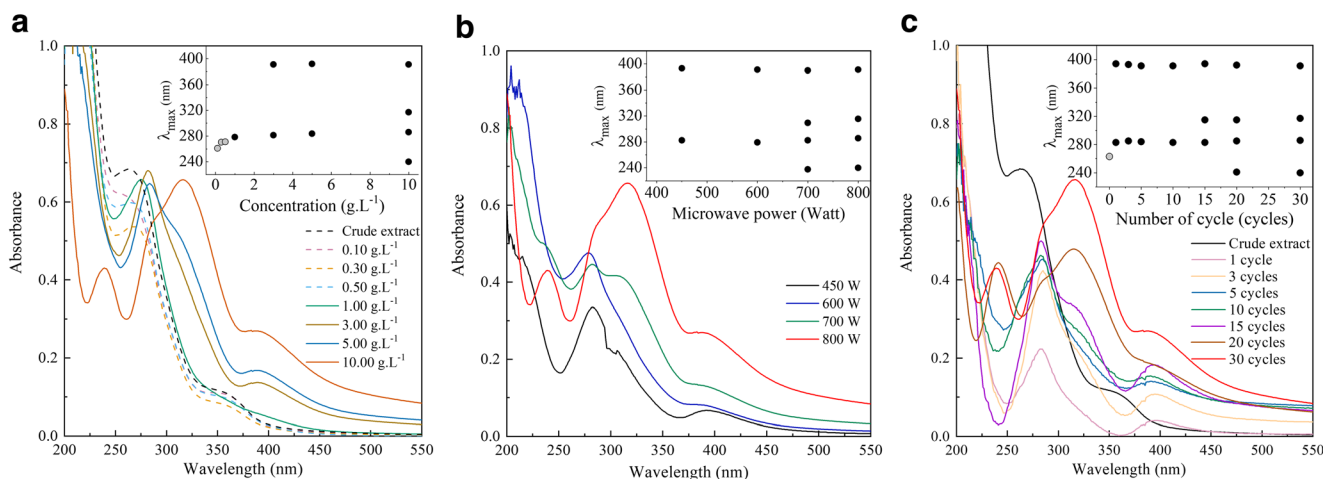 a
b
c
1.0
0.8
0.6
0.4
0.2
0.0
200
250
300
350
400
450
500
550
Absorbance
Wavelength (nm)
400
360
320
280
240
λmax (nm)
0
2
4
6
8
10
Concentration (g.L-1)
Crude extract
0.10 g.L-1
0.30 g.L-1
0.50 g.L-1
1.00 g.L-1
3.00 g.L-1
5.00 g.L-1
10.00 g.L-1
1.0
0.8
0.6
0.4
0.2
0.0
200
250
300
350
400
450
500
550
Absorbance
Wavelength (nm)
400
360
320
280
240
λmax (nm)
400
500
600
700
800
Microwave power (Watt)
450 W
600 W
700 W
800 W
1.0
0.8
0.6
0.4
0.2
0.0
200
250
300
350
400
450
500
550
Absorbance
Wavelength (nm)
400
360
320
280
240
λmax (nm)
0
5
10
15
20
25
30
Number of cycle (cycles)
Crude extract
1 cycle
3 cycles
5 cycles
10 cycles
15 cycles
20 cycles
30 cycles